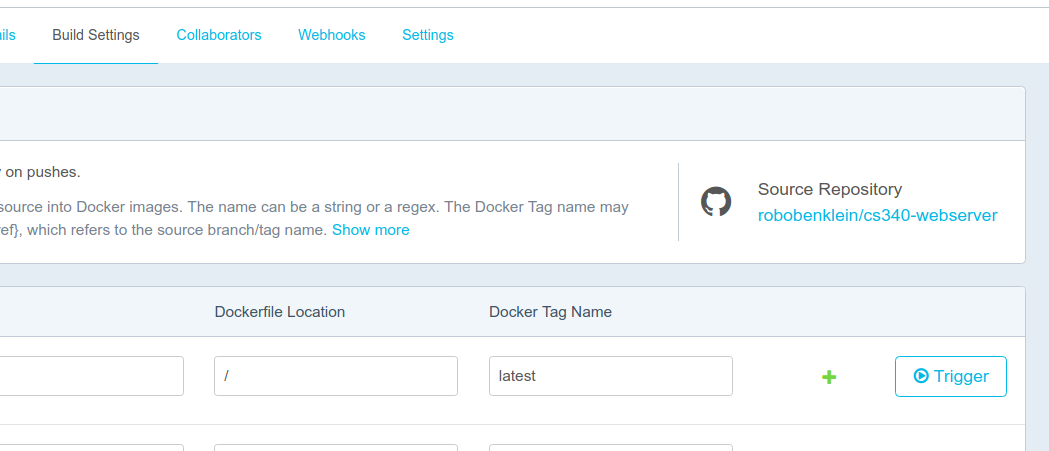 Build Settings
Collaborators
Webhooks
Settings
on pushes.
source into Docker images. The name can be a string or a regex. The Docker Tag name may
ef}, which refers to the source branch/tag name. Show more
Source Repository
robobenklein/cs340-webserver
Dockerfile Location
Docker Tag Name
/
latest
Trigger